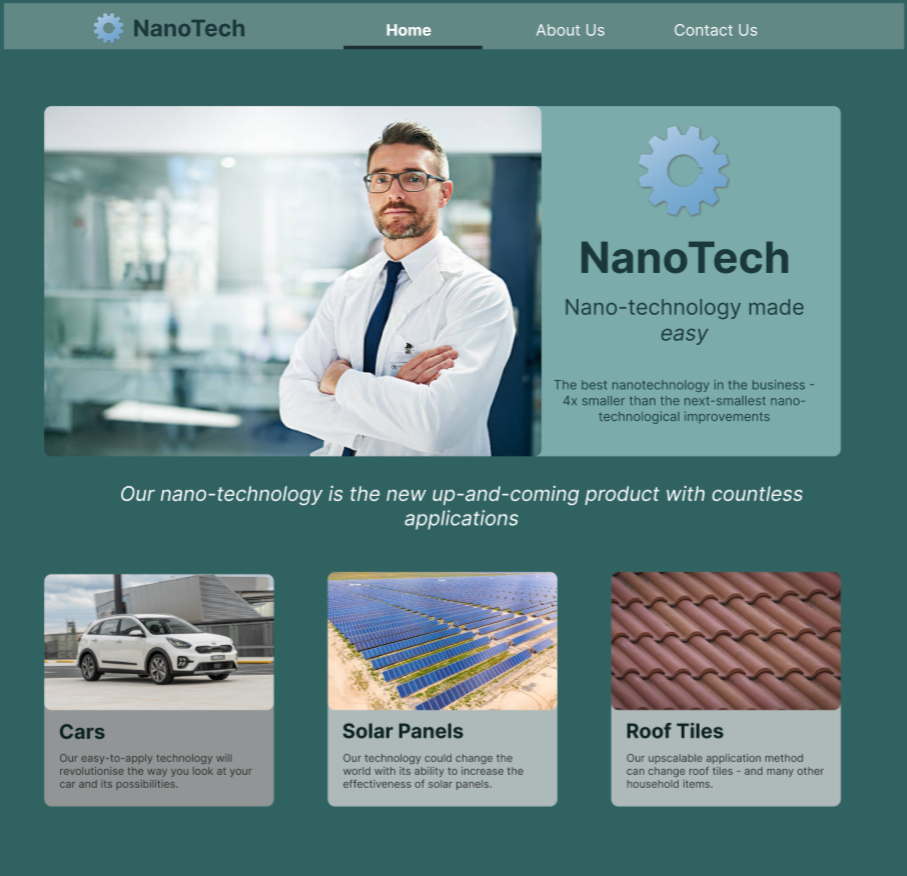 NanoTech
Home
About Us
Contact Us
NanoTech
Nano-technology made
easy
The best nanotechnology in the business -
4x smaller than the next-smallest nano-
technological improvements
Our nano-technology is the new up-and-coming product with countless
applications
Cars
Our easy-to-apply technology will
revolutionise the way you look at your
car and its possibilities.
Solar Panels
Our technology could change the
world with its ability to increase the
effectiveness of solar panels.
Roof Tiles
Our upscalable application method
can change roof tiles - and many other
household items.